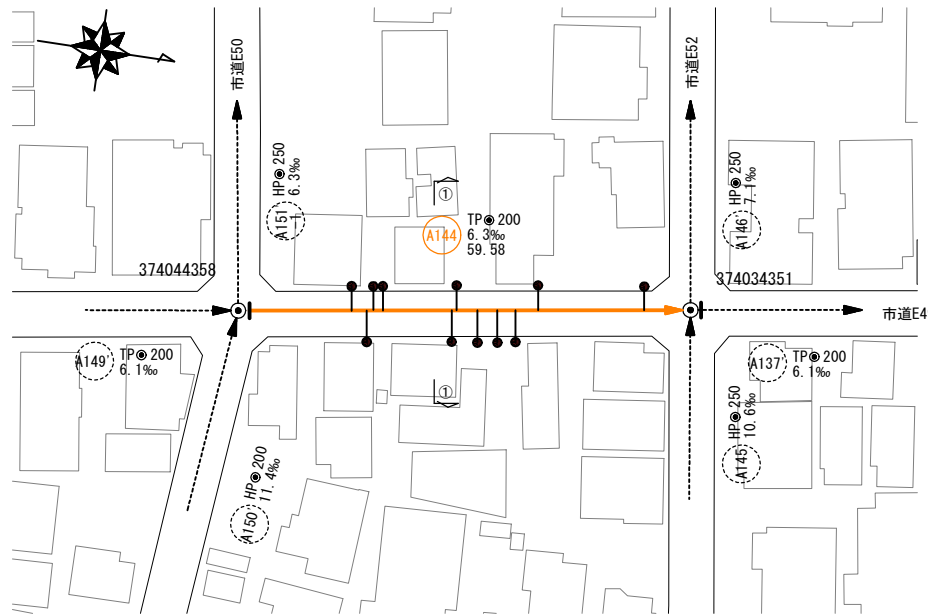 市道E50
市道E52
HP 250
6.3‰
A151
①
TP 200
6.3‰
59.58
A144
HP 250
7.1‰
A146'
374044358
374034351
市道E4
A149'
TP 200
6.1‰
①
A137'
TP 200
6.1‰
HP 250
10.6‰
A145'
HP 200
11.4‰
A150'